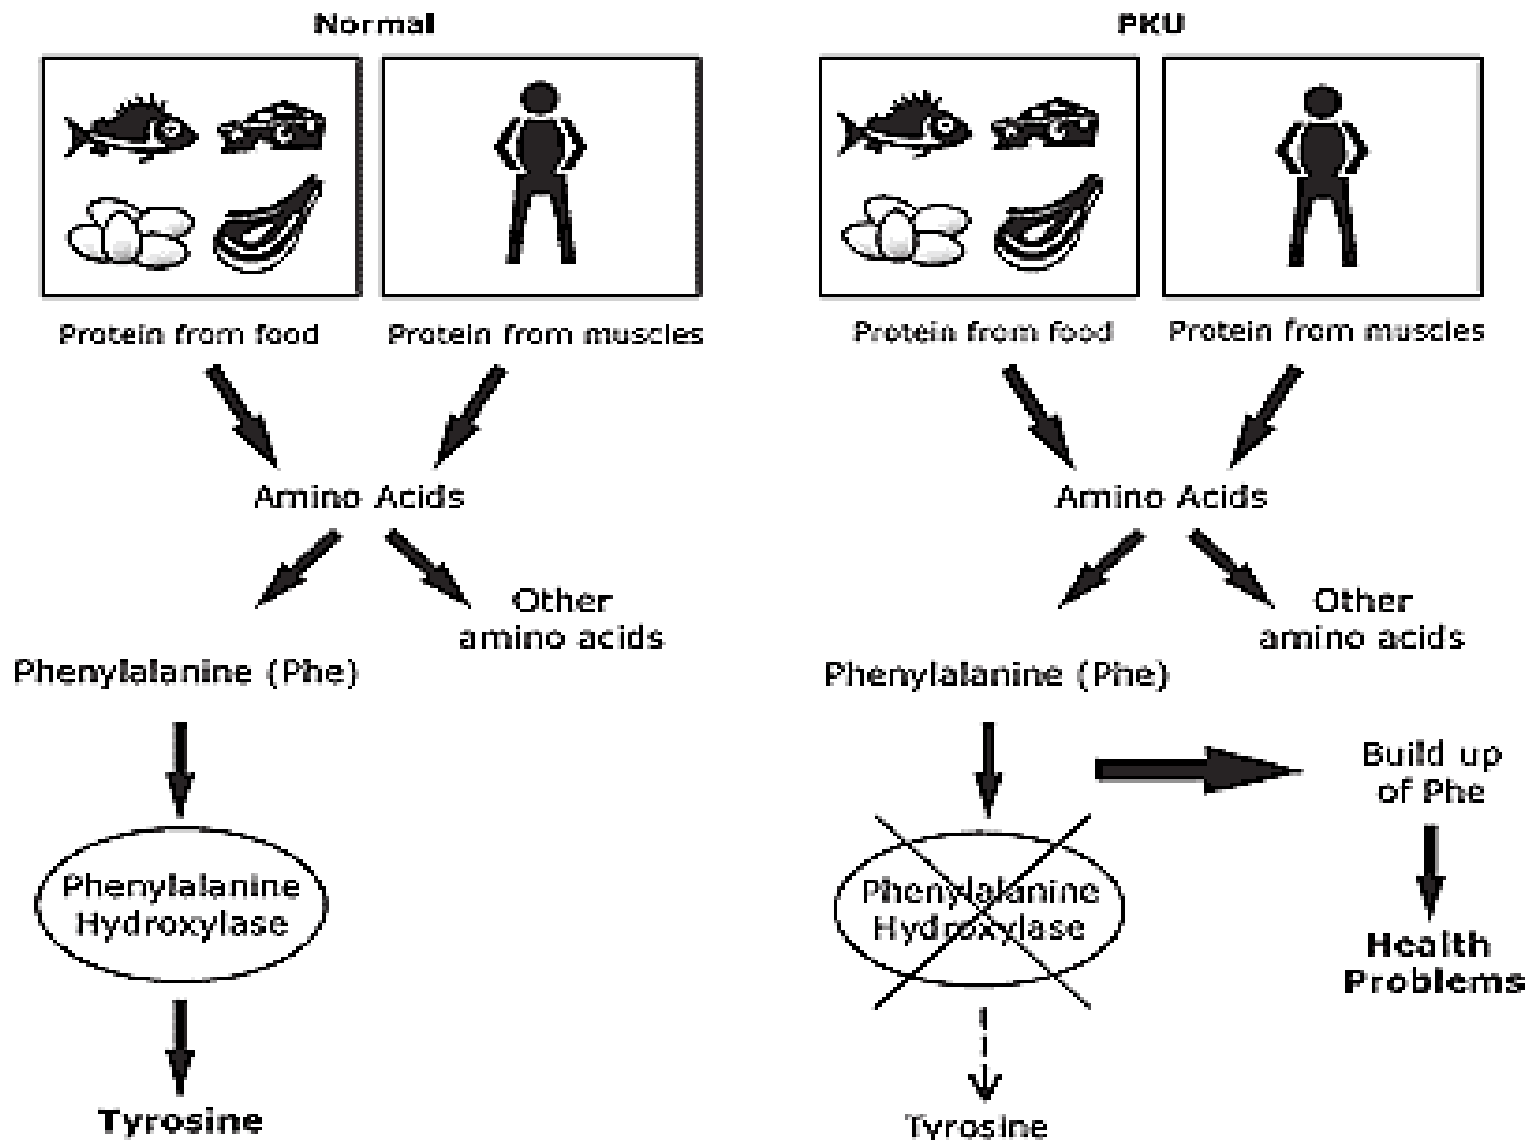 Normal
Protein from food
Protein from muscles
Amino Acids
Other
amino acids
Phenylalanine (Phe)
Phenylalanine
Hydroxylase
Tyrosine
PKU
Protein from food
Protein from muscles
Amino Acids
Other
amino acids
Phenylalanine (Phe)
Build up
of Phe
Phenylalanine
Hydroxylase
Health
Problems
Tyrosine